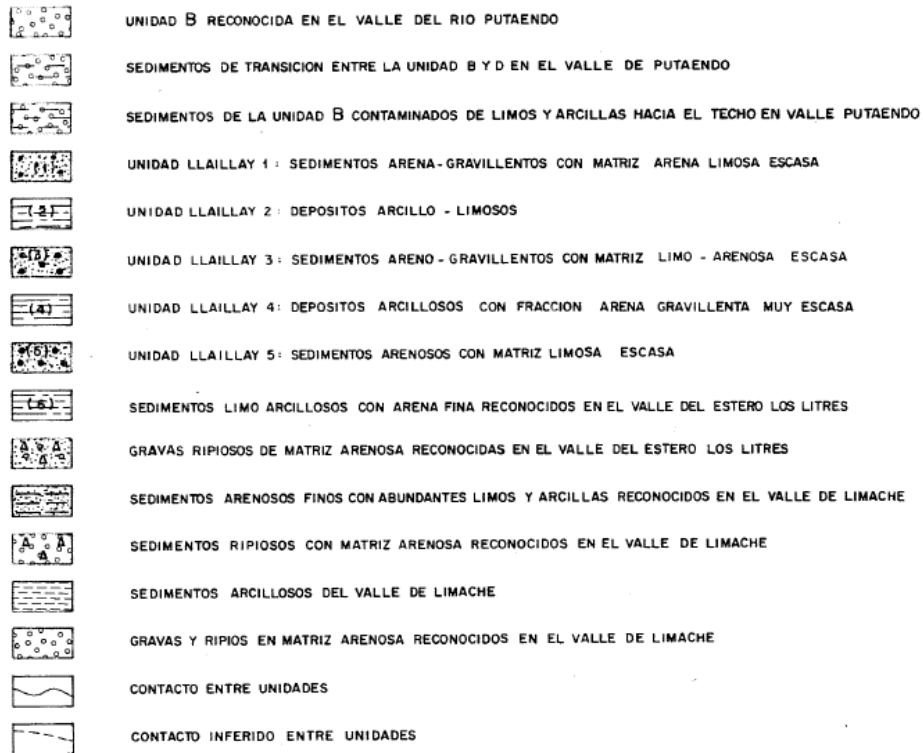 UNIDAD B RECONOCIDA EN EL VALLE DEL RIO PUTAENDO
SEDIMENTOS DE TRANSICION ENTRE LA UNIDAD B Y D EN EL VALLE DE PUTAENDO
SEDIMENTOS DE LA UNIDAD B CONTAMINADOS DE LIMOS Y ARCILLAS HACIA EL TECHO EN VALLE PUTAENDO
(1) UNIDAD LLAILLAY 1: SEDIMENTOS ARENA-GRAVILLENTOS CON MATRIZ ARENA LIMOSA ESCASA
(2) UNIDAD LLAILLAY 2: DEPOSITOS ARCILLO - LIMOSOS
(3) UNIDAD LLAILLAY 3: SEDIMENTOS ARENO-GRAVILLENTOS CON MATRIZ LIMO - ARENOSA ESCASA
(4) UNIDAD LLAILLAY 4: DEPOSITOS ARCILLOSOS CON FRACCION ARENA GRAVILLENTA MUY ESCASA
(5) UNIDAD LLAILLAY 5: SEDIMENTOS ARENOSOS CON MATRIZ LIMOSA ESCASA
(6) SEDIMENTOS LIMO ARCILLOSOS CON ARENA FINA RECONOCIDOS EN EL VALLE DEL ESTERO LOS LITRES
GRAVAS RIPIOSOS DE MATRIZ ARENOSA RECONOCIDAS EN EL VALLE DEL ESTERO LOS LITRES
SEDIMENTOS ARENOSOS FINOS CON ABUNDANTES LIMOS Y ARCILLAS RECONOCIDOS EN EL VALLE DE LIMACHE
SEDIMENTOS RIPIOSOS CON MATRIZ ARENOSA RECONOCIDOS EN EL VALLE DE LIMACHE
SEDIMENTOS ARCILLOSOS DEL VALLE DE LIMACHE
GRAVAS Y RIPIOS EN MATRIZ ARENOSA RECONOCIDOS EN EL VALLE DE LIMACHE
CONTACTO ENTRE UNIDADES
CONTACTO INFERIDO ENTRE UNIDADES